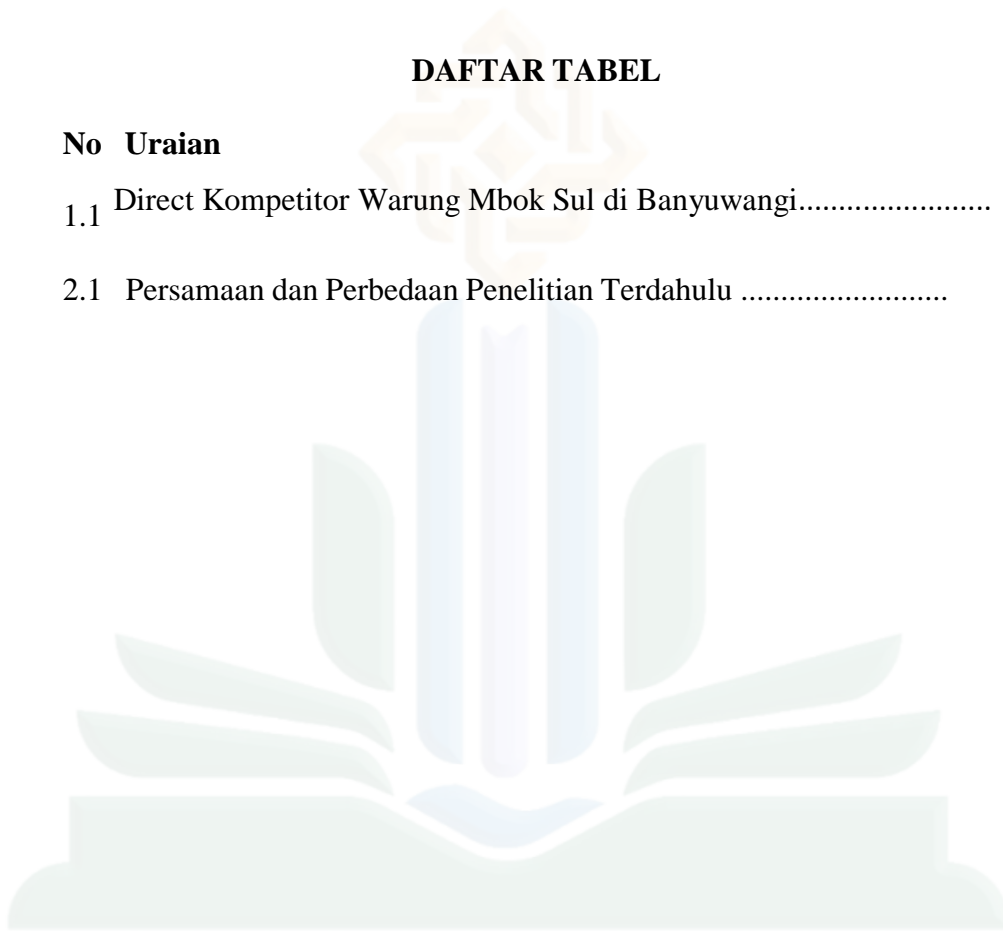 DAFTAR TABEL
No Uraian
1.1 Direct Kompetitor Warung Mbok Sul di Banyuwangi........................
2.1 Persamaan dan Perbedaan Penelitian Terdahulu .........................